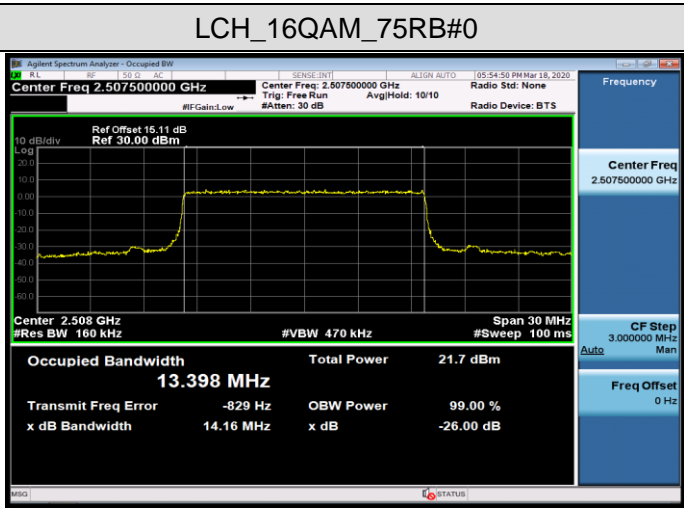 LCH_16QAM_75RB#0
Agilent Spectrum Analyzer - Occupied BW
RL RF 50 Ω AC SENSE:INT ALIGN AUTO 05:54:50 PM Mar 18, 2020
Center Freq 2.507500000 GHz
Center Freq: 2.507500000 GHz Radio Std: None
Trig: Free Run Avg|Hold: 10/10
#IFGain:Low #Atten: 30 dB Radio Device: BTS
Ref Offset 15.11 dB
10 dB/div Ref 30.00 dBm
Log
20.0
10.0
0.00
-10.0
-20.0
-30.0
-40.0
-50.0
-60.0
Center 2.508 GHz Span 30 MHz
#Res BW 160 kHz #VBW 470 kHz #Sweep 100 ms
Occupied Bandwidth Total Power 21.7 dBm
13.398 MHz
Transmit Freq Error -829 Hz OBW Power 99.00 %
x dB Bandwidth 14.16 MHz x dB -26.00 dB
MSG STATUS
Frequency
Center Freq
2.507500000 GHz
CF Step
3.000000 MHz
Auto Man
Freq Offset
0 Hz